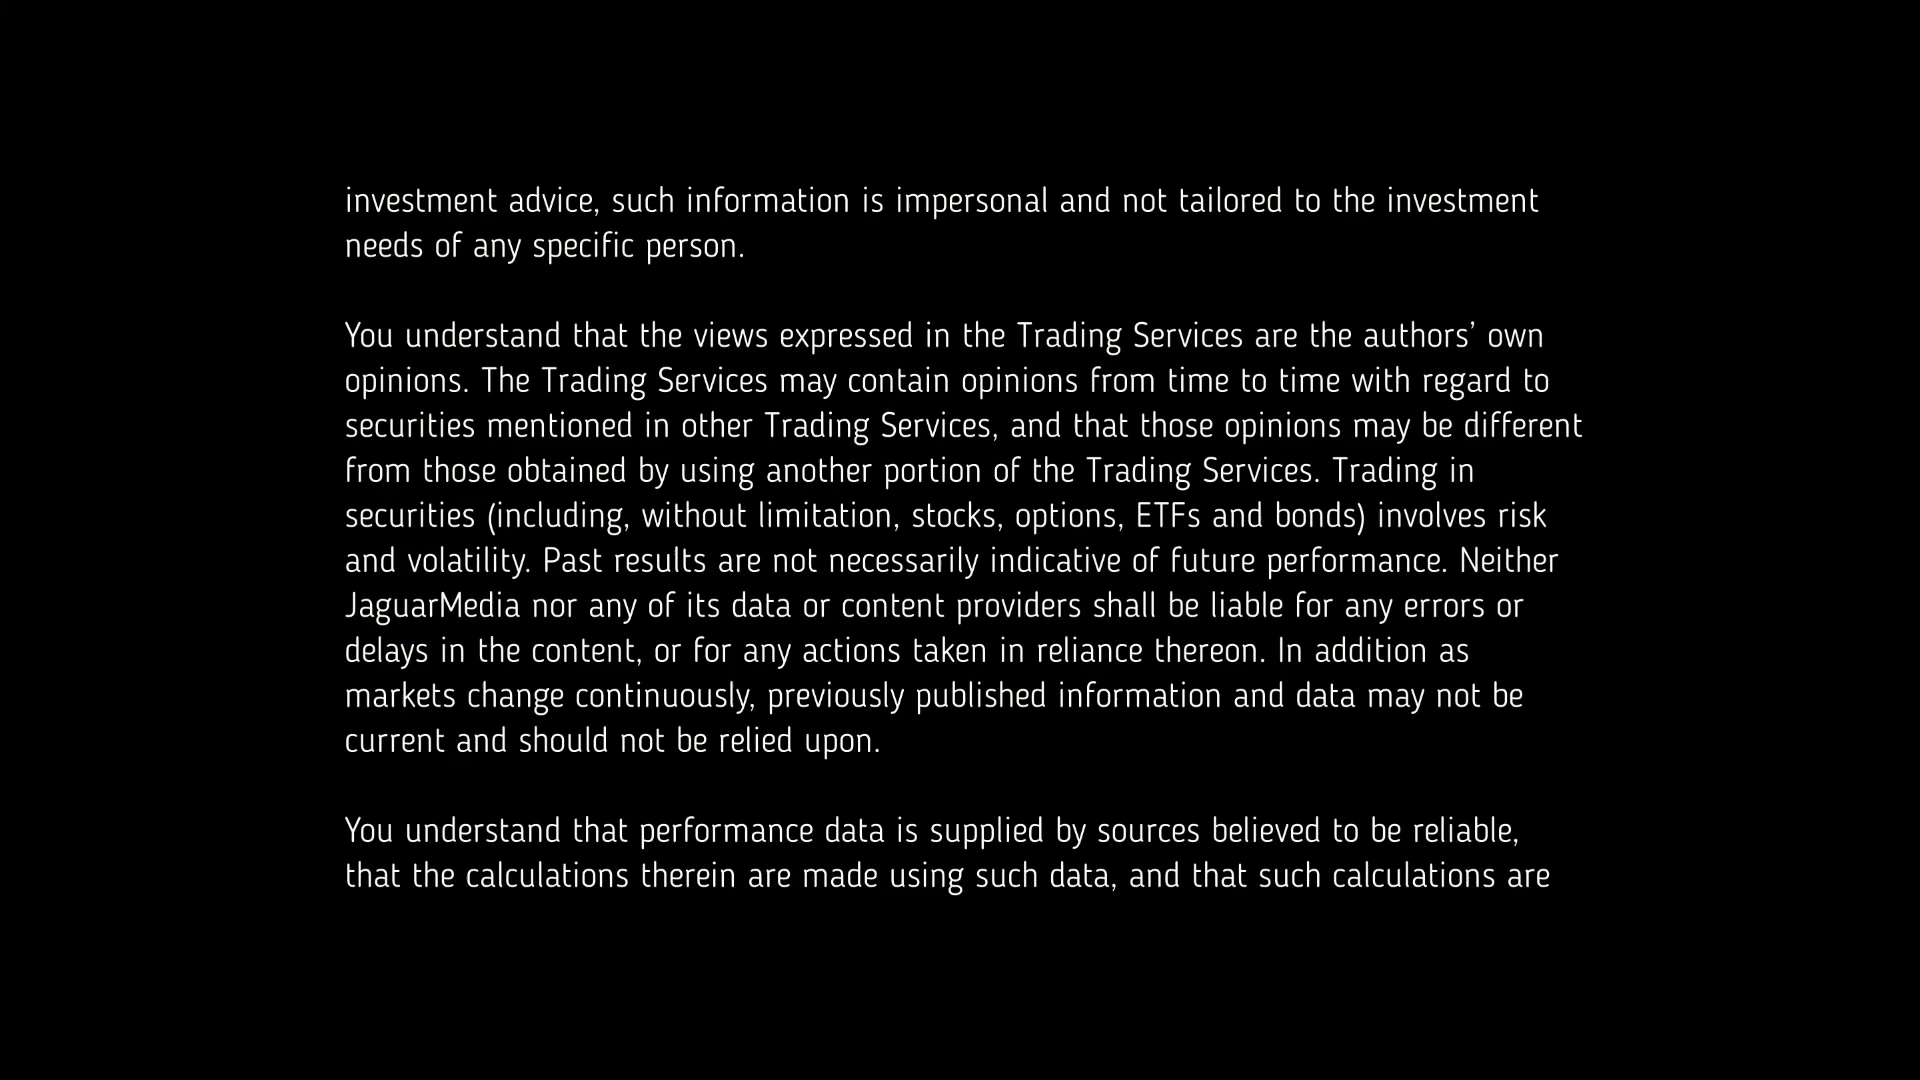 investment advice, such information is impersonal and not tailored to the investment
needs of any specific person.
You understand that the views expressed in the Trading Services are the authors’ own
opinions. The Trading Services may contain opinions from time to time with regard to
securities mentioned in other Trading Services, and that those opinions may be different
from those obtained by using another portion of the Trading Services. Trading in
securities (including, without limitation, stocks, options, ETFs and bonds) involves risk
and volatility. Past results are not necessarily indicative of future performance. Neither
JaguarMedia nor any of its data or content providers shall be liable for any errors or
delays in the content, or for any actions taken in reliance thereon. In addition as
markets change continuously, previously published information and data may not be
current and should not be relied upon.
You understand that performance data is supplied by sources believed to be reliable,
that the calculations therein are made using such data, and that such calculations are